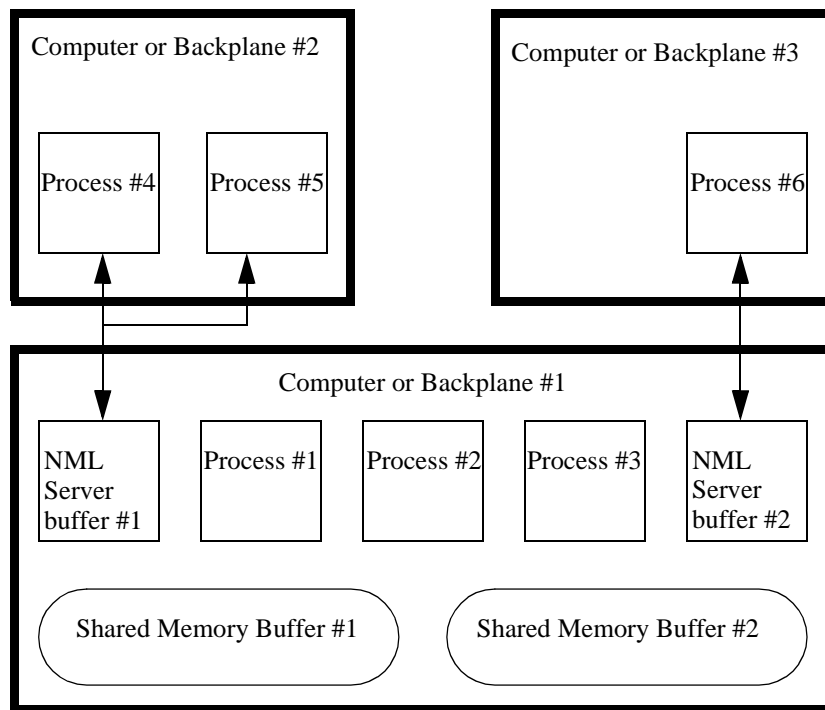 Computer or Backplane #2
Computer or Backplane #3
Process #4
Process #5
Process #6
Computer or Backplane #1
NML
Server
buffer #1
Process #1
Process #2
Process #3
NML
Server
buffer #2
Shared Memory Buffer #1
Shared Memory Buffer #2